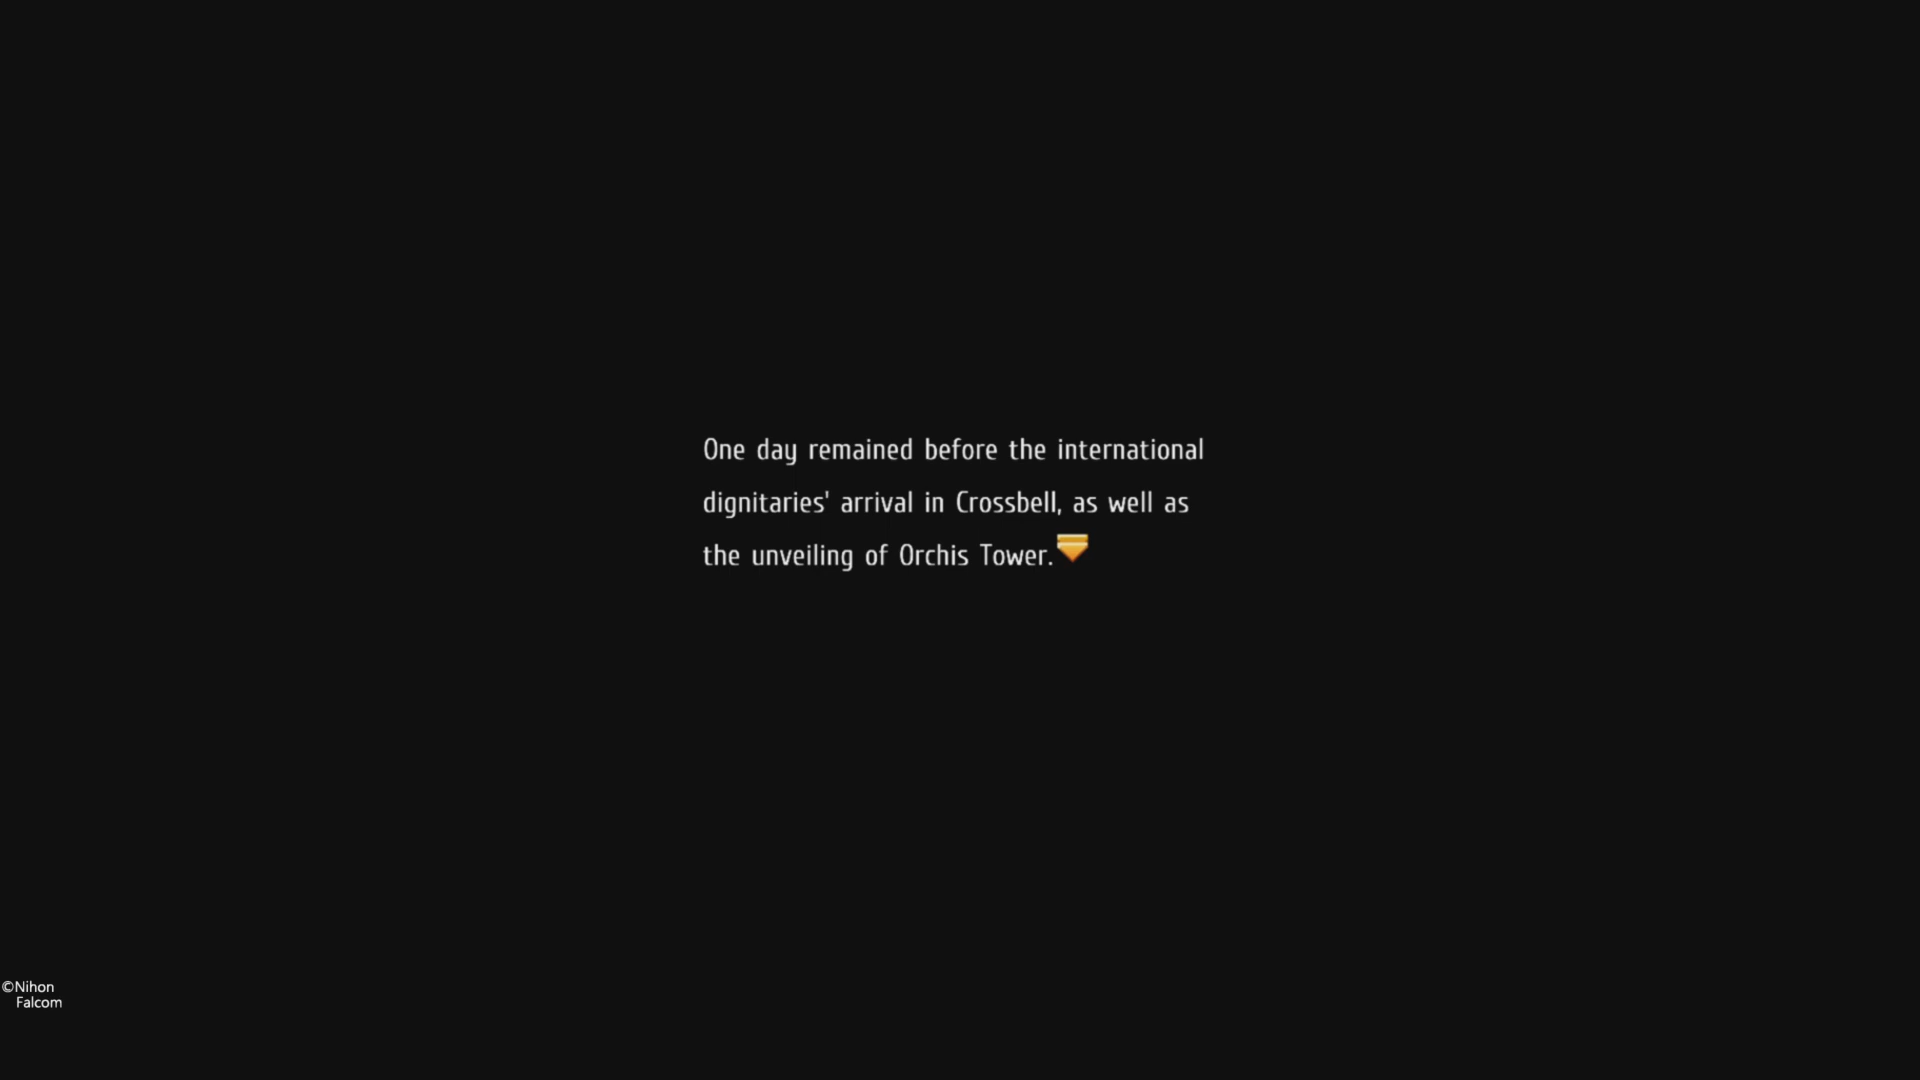 One day remained before the international
dignitaries' arrival in Crossbell, as well as
the unveiling of Orchis Tower.
©Nihon
Falcom